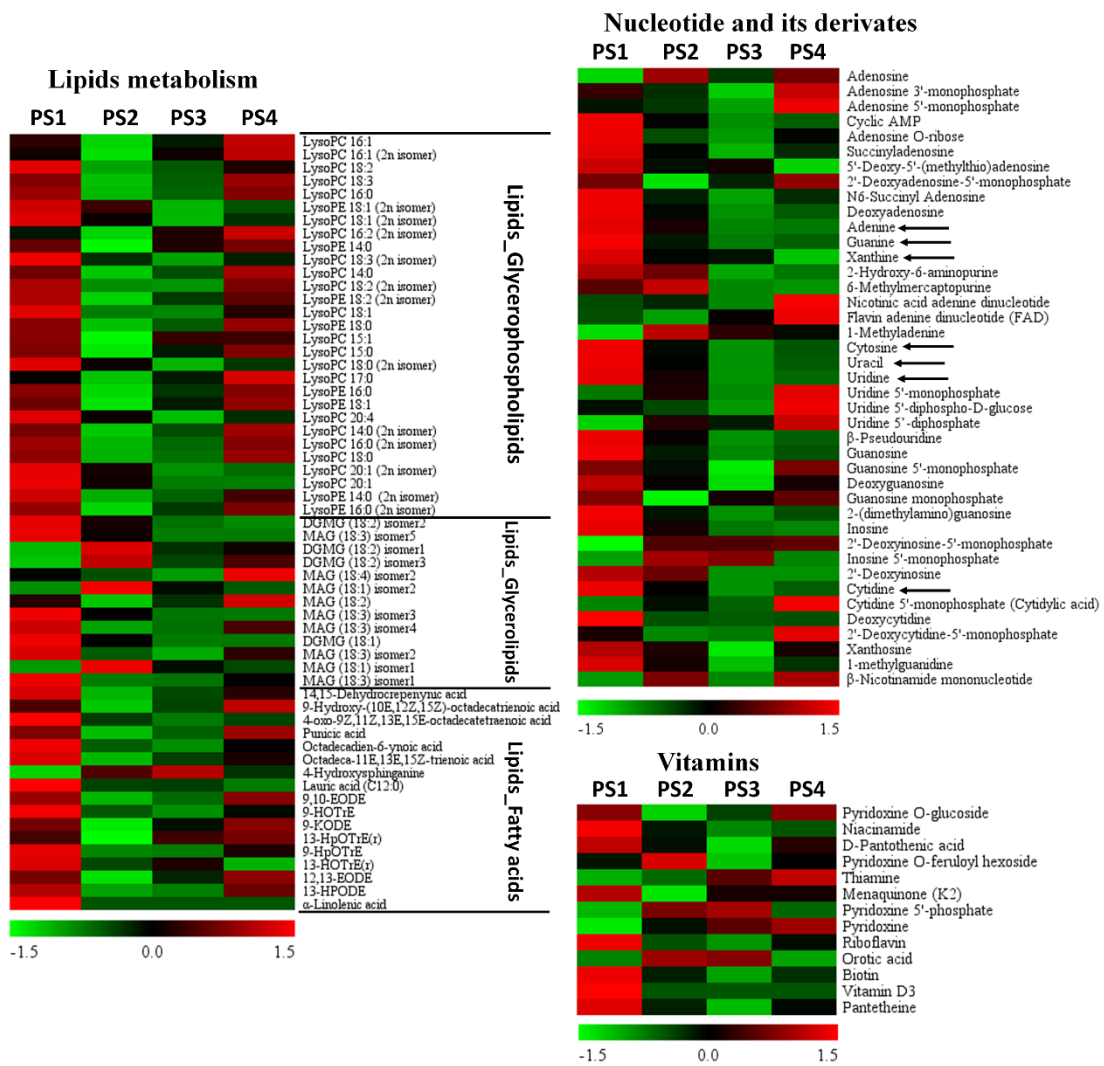 Lipids metabolism
PS1 PS2 PS3 PS4
LysoPC 16:1
LysoPC 16:1 (2n isomer)
LysoPC 18:2
LysoPC 18:3
LysoPC 16:0
LysoPE 18:1 (2n isomer)
LysoPC 18:1 (2n isomer)
LysoPC 16:2 (2n isomer)
LysoPE 14:0
LysoPC 18:3 (2n isomer)
LysoPC 14:0
LysoPC 18:2 (2n isomer)
LysoPE 18:2 (2n isomer)
LysoPC 18:1
LysoPE 18:0
LysoPC 15:1
LysoPC 15:0
LysoPC 18:0 (2n isomer)
LysoPC 17:0
LysoPE 16:0
LysoPE 18:1
LysoPC 20:4
LysoPC 14:0 (2n isomer)
LysoPC 16:0 (2n isomer)
LysoPC 18:0
LysoPC 20:1 (2n isomer)
LysoPC 20:1
LysoPE 14:0 (2n isomer)
LysoPE 16:0 (2n isomer)
Lipids_Glycerophospholipids
DGMG (18:2) isomer2
MAG (18:3) isomer5
DGMG (18:2) isomer1
DGMG (18:2) isomer3
MAG (18:4) isomer2
MAG (18:1) isomer2
MAG (18:2)
MAG (18:3) isomer3
MAG (18:3) isomer4
DGMG (18:1)
MAG (18:3) isomer2
MAG (18:1) isomer1
MAG (18:3) isomer1
Lipids_Glycerolipids
14,15-Dehydrocrepenynic acid
9-Hydroxy-(10E,12Z,15Z)-octadecatrienoic acid
4-oxo-9Z,11Z,13E,15E-octadecatetraenoic acid
Punicic acid
Octadecadien-6-ynoic acid
Octadeca-11E,13E,15Z-trienoic acid
4-Hydroxysphinganine
Lauric acid (C12:0)
9,10-EODE
9-HOTrE
9-KODE
13-HpOTrE(r)
9-HpOTrE
13-HOTrE(r)
12,13-EODE
13-HPODE
α-Linolenic acid
Lipids_Fatty acids
-1.5 0.0 1.5
Nucleotide and its derivates
PS1 PS2 PS3 PS4
Adenosine
Adenosine 3'-monophosphate
Adenosine 5'-monophosphate
Cyclic AMP
Adenosine O-ribose
Succinyladenosine
5'-Deoxy-5'-(methylthio)adenosine
2'-Deoxyadenosine-5'-monophosphate
N6-Succinyl Adenosine
Deoxyadenosine
Adenine
Guanine
Xanthine
2-Hydroxy-6-aminopurine
6-Methylmercaptopurine
Nicotinic acid adenine dinucleotide
Flavin adenine dinucleotide (FAD)
1-Methyladenine
Cytosine
Uracil
Uridine
Uridine 5'-monophosphate
Uridine 5'-diphospho-D-glucose
Uridine 5'-diphosphate
β-Pseudouridine
Guanosine
Guanosine 5'-monophosphate
Deoxyguanosine
Guanosine monophosphate
2-(dimethylamino)guanosine
Inosine
2'-Deoxyinosine-5'-monophosphate
Inosine 5'-monophosphate
2'-Deoxyinosine
Cytidine
Cytidine 5'-monophosphate (Cytidylic acid)
Deoxycytidine
2'-Deoxycytidine-5'-monophosphate
Xanthosine
1-methylguanidine
β-Nicotinamide mononucleotide
-1.5 0.0 1.5
Vitamins
PS1 PS2 PS3 PS4
Pyridoxine O-glucoside
Niacinamide
D-Pantothenic acid
Pyridoxine O-feruloyl hexoside
Thiamine
Menaquinone (K2)
Pyridoxine 5'-phosphate
Pyridoxine
Riboflavin
Orotic acid
Biotin
Vitamin D3
Pantetheine
-1.5 0.0 1.5